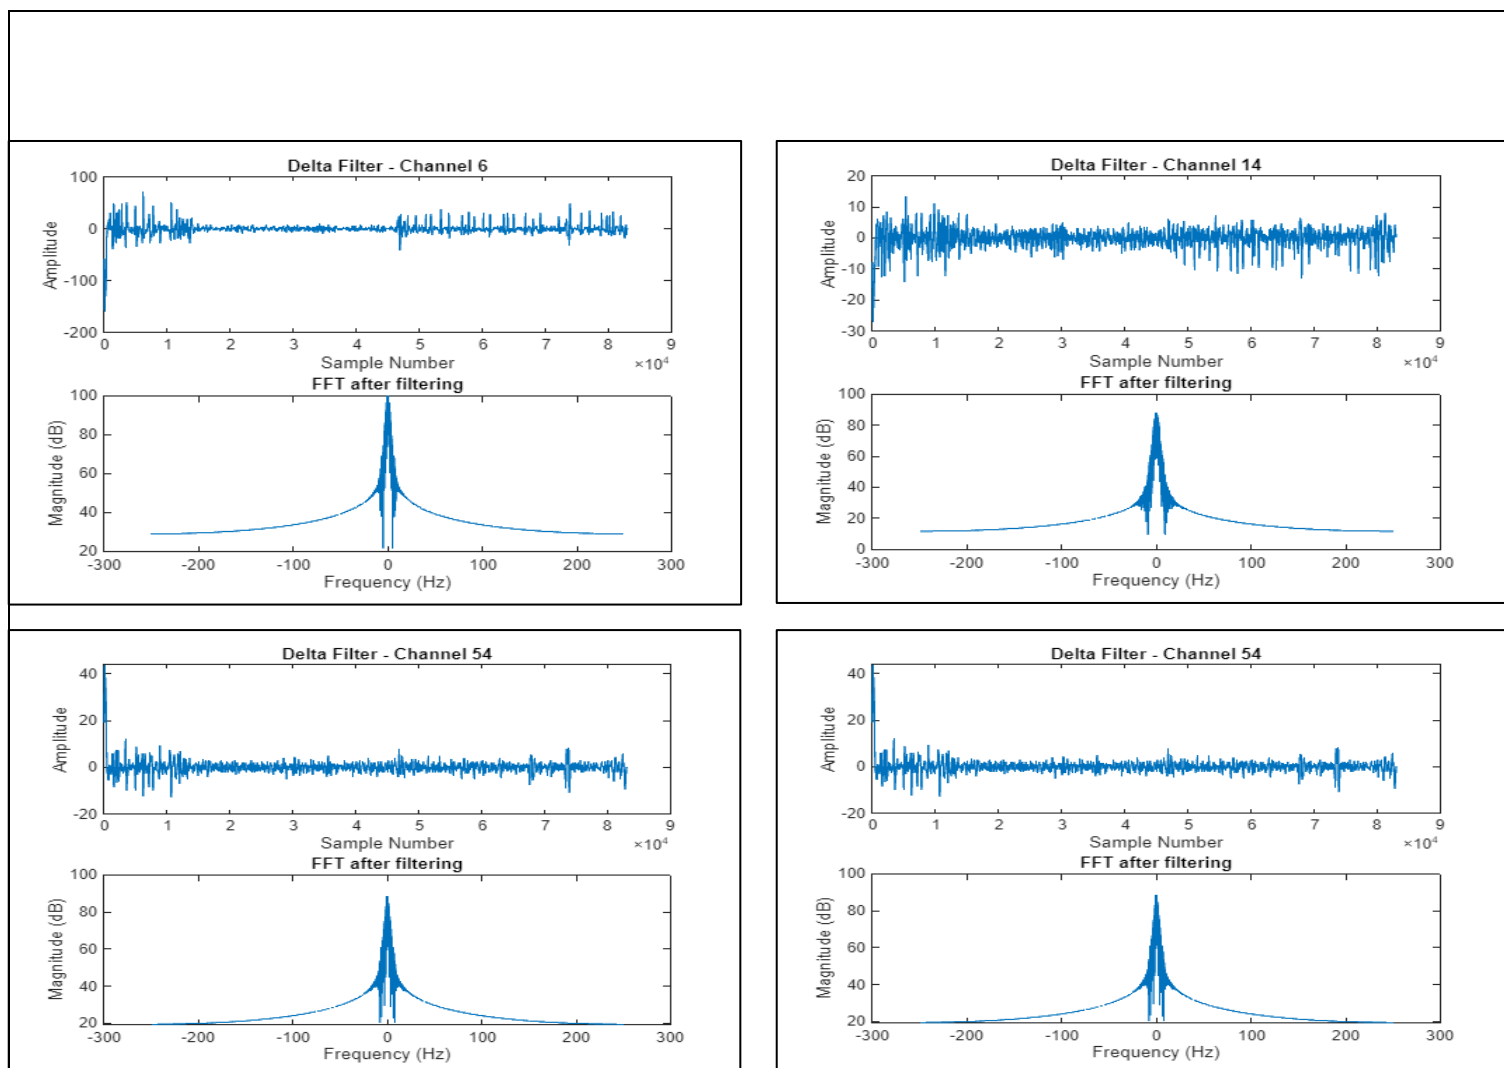 Delta Filter - Channel 6
100
0
-100
-200
Amplitude
0 1 2 3 4 5 6 7 8 9
Sample Number
×10⁴
FFT after filtering
100
80
60
40
20
Magnitude (dB)
-300 -200 -100 0 100 200 300
Frequency (Hz)
Delta Filter - Channel 14
20
10
0
-10
-20
-30
Amplitude
0 1 2 3 4 5 6 7 8 9
Sample Number
×10⁴
FFT after filtering
100
80
60
40
20
0
Magnitude (dB)
-300 -200 -100 0 100 200 300
Frequency (Hz)
Delta Filter - Channel 54
40
20
0
-20
Amplitude
0 1 2 3 4 5 6 7 8 9
Sample Number
×10⁴
FFT after filtering
100
80
60
40
20
Magnitude (dB)
-300 -200 -100 0 100 200 300
Frequency (Hz)
Delta Filter - Channel 54
40
20
0
-20
Amplitude
0 1 2 3 4 5 6 7 8 9
Sample Number
×10⁴
FFT after filtering
100
80
60
40
20
Magnitude (dB)
-300 -200 -100 0 100 200 300
Frequency (Hz)